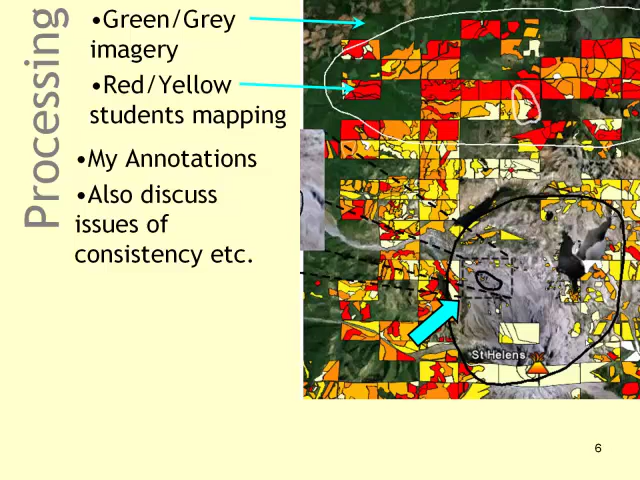 Processing
•Green/Grey
imagery
•Red/Yellow
students mapping
•My Annotations
•Also discuss
issues of
consistency etc.
St Helens
6